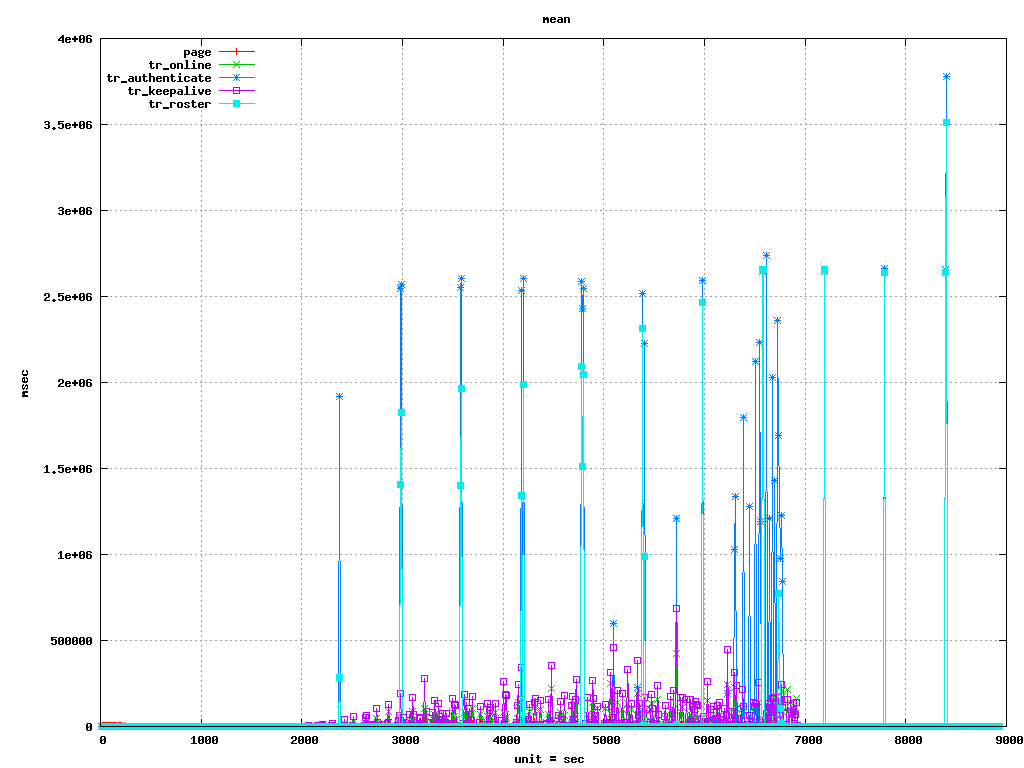 mean
4e+06
3.5e+06
3e+06
2.5e+06
2e+06
1.5e+06
1e+06
500000
0
msec
page
tr_online
tr_authenticate
tr_keepalive
tr_roster
0 1000 2000 3000 4000 5000 6000 7000 8000 9000
unit = sec